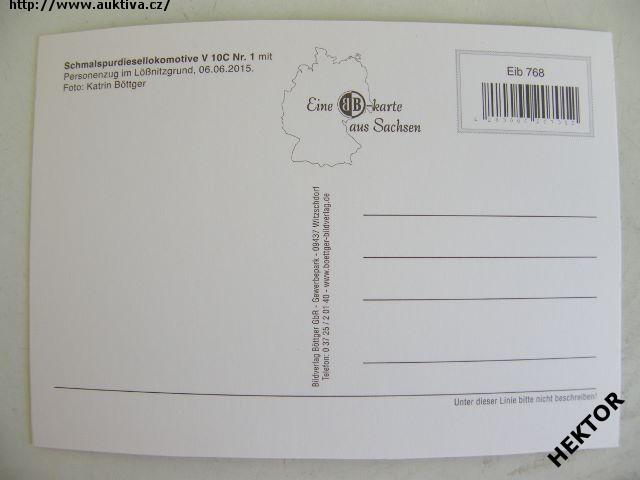 http://www.auktiva.cz/
Schmalspurdiesellokomotive V 10C Nr. 1 mit
Personenzug im Lößnitzgrund, 06.06.2015.
Foto: Katrin Böttger
Eine BB-karte
aus Sachsen
Eib 768
Bildverlag Böttger GbR - Gewerbepark - 09437 Witzschdorf
Telefon: 0 37 25 / 2 01 40 - www.boettger-bildverlag.de
Unter dieser Linie bitte nicht beschreiben!
HEKTOR